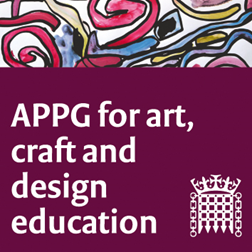 APPG for art,
craft and
design
education